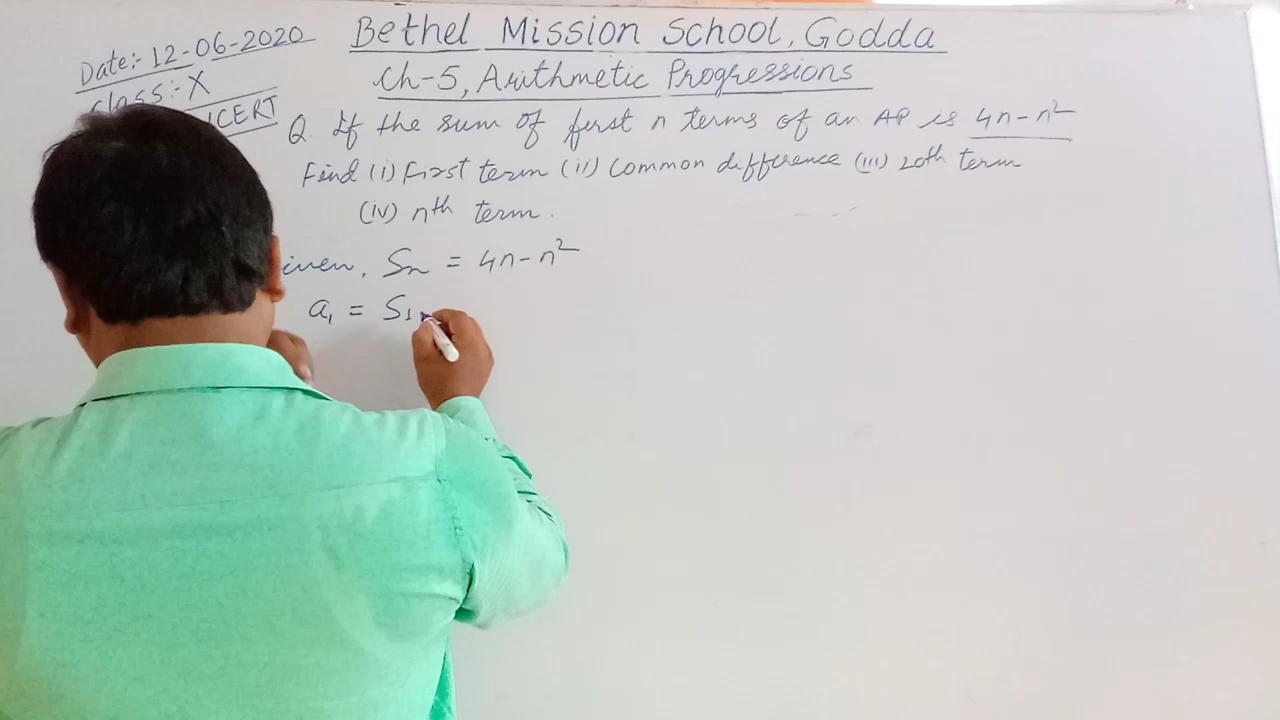 Date:- 12-06-2020
Bethel Mission School, Godda
Class:- X
Ch-5, Arithmetic Progressions
Q. If the sum of first n terms of an AP is 4n-n²
Find (i) First term (ii) Common difference (iii) 20th term
(iv) nth term.
Sn = 4n-n²
a₁ = S₁